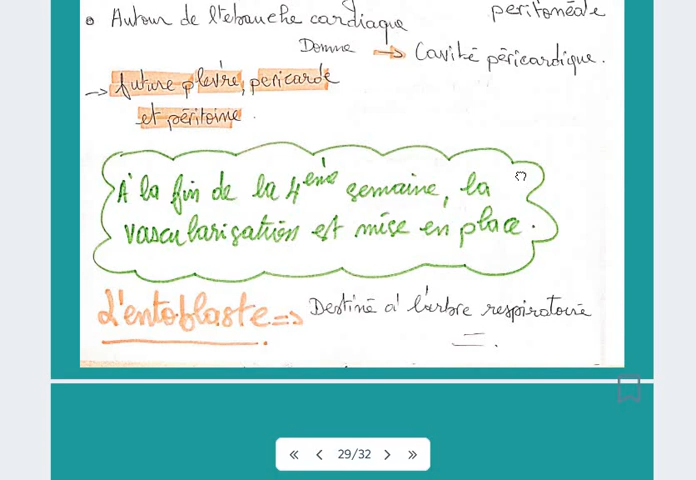 péritonéale
• Autour de l'ebauche cardiaque
Donne → Cavité péricardique.
→ future plèvre, péricarde
et péritoine.
A la fin de la 4ème semaine, la
vascularisation est mise en place.
L'entoblaste => Destiné à l'arbre respiratoire
29/32